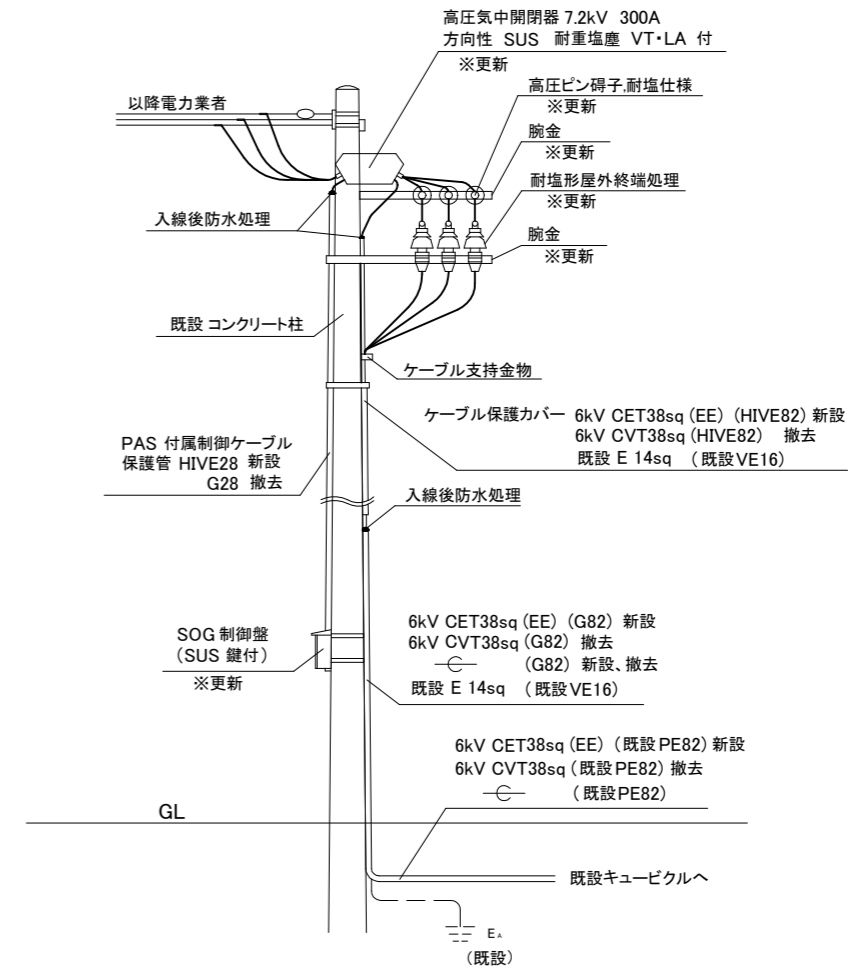 高圧気中開閉器 7.2kV 300A
方向性 SUS 耐重塩塵 VT・LA 付
※更新
高圧ピン碍子,耐塩仕様
※更新
以降電力業者
腕金
※更新
耐塩形屋外終端処理
※更新
入線後防水処理
腕金
※更新
既設 コンクリート柱
ケーブル支持金物
ケーブル保護カバー 6kV CET38sq (EE) (HIVE82) 新設
6kV CVT38sq (HIVE82) 撤去
既設 E 14sq (既設VE16)
PAS 付属制御ケーブル
保護管 HIVE28 新設
G28 撤去
入線後防水処理
SOG 制御盤
(SUS 鍵付)
※更新
6kV CET38sq (EE) (G82) 新設
6kV CVT38sq (G82) 撤去
(G82) 新設、撤去
既設 E 14sq (既設VE16)
6kV CET38sq (EE) (既設PE82) 新設
6kV CVT38sq (既設PE82) 撤去
(既設PE82)
GL
既設キュービクルへ
EA
(既設)